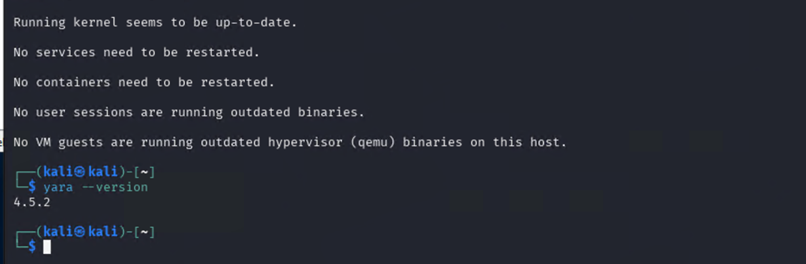 Running kernel seems to be up-to-date.
No services need to be restarted.
No containers need to be restarted.
No user sessions are running outdated binaries.
No VM guests are running outdated hypervisor (qemu) binaries on this host.
┌──(kali㉿kali)-[~]
└─$ yara --version
4.5.2
┌──(kali㉿kali)-[~]
└─$